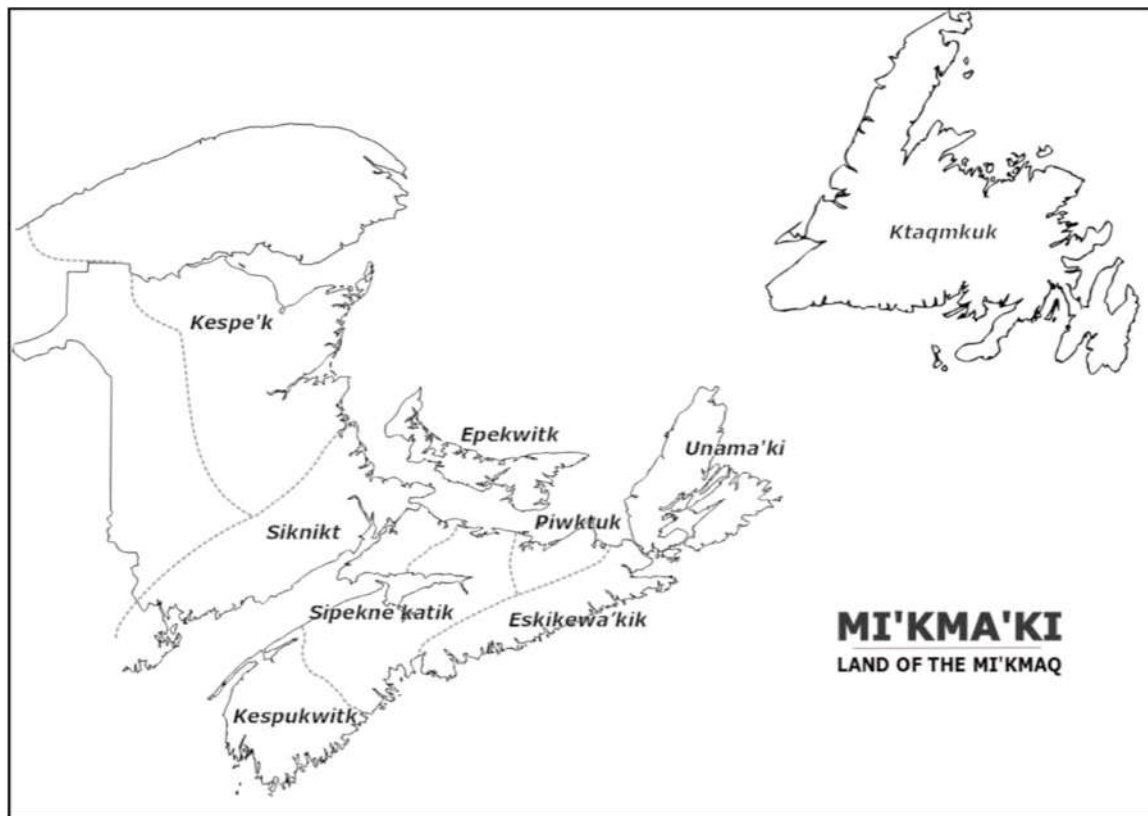 Ktaqmkuk
Kespe'k
Epekwitk
Unama'ki
Siknikt
Piwktuk
Sipekne'katik
Eskikewa'kik
Kespukwitk
MI'KMA'KI
LAND OF THE MI'KMAQ